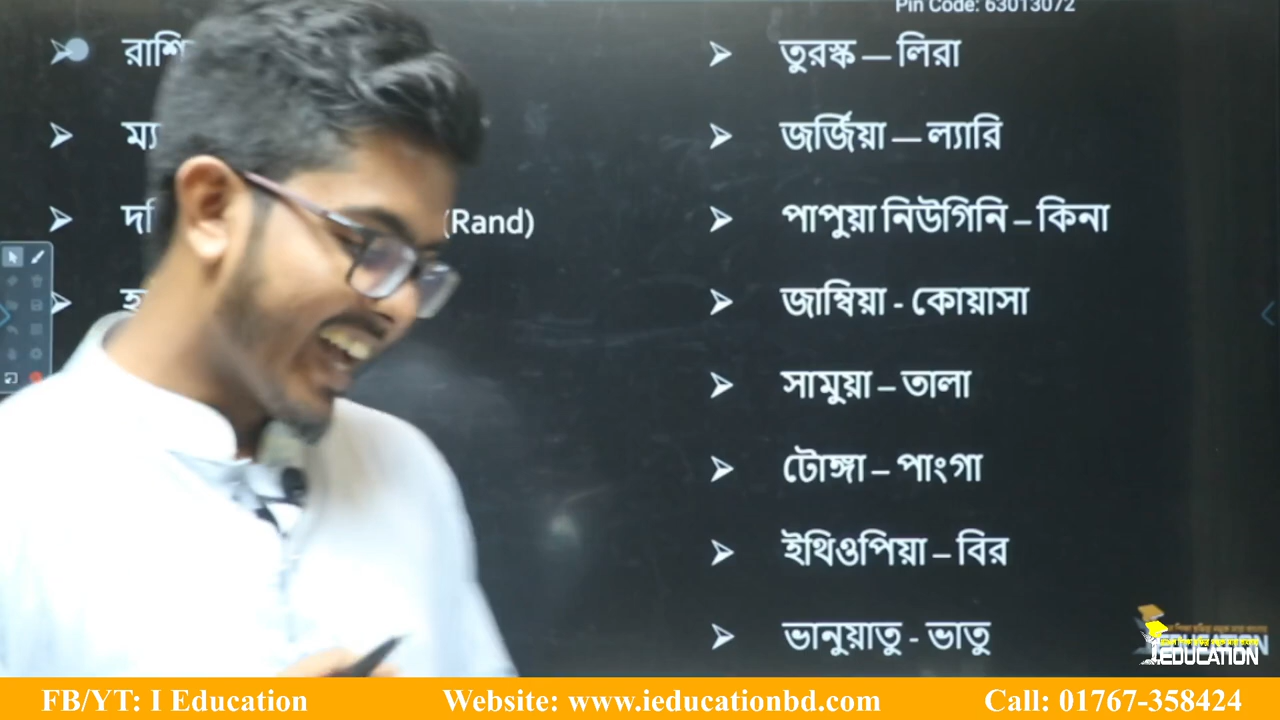 Pin Code: 63013072
(Rand)
তুরস্ক — লিরা
জর্জিয়া — ল্যারি
পাপুয়া নিউগিনি – কিনা
জাম্বিয়া - কোয়াসা
সামুয়া – তালা
টোঙ্গা – পাংগা
ইথিওপিয়া – বির
ভানুয়াতু - ভাতু
EDUCATION
FB/YT: I Education
Website: www.ieducationbd.com
Call: 01767-358424